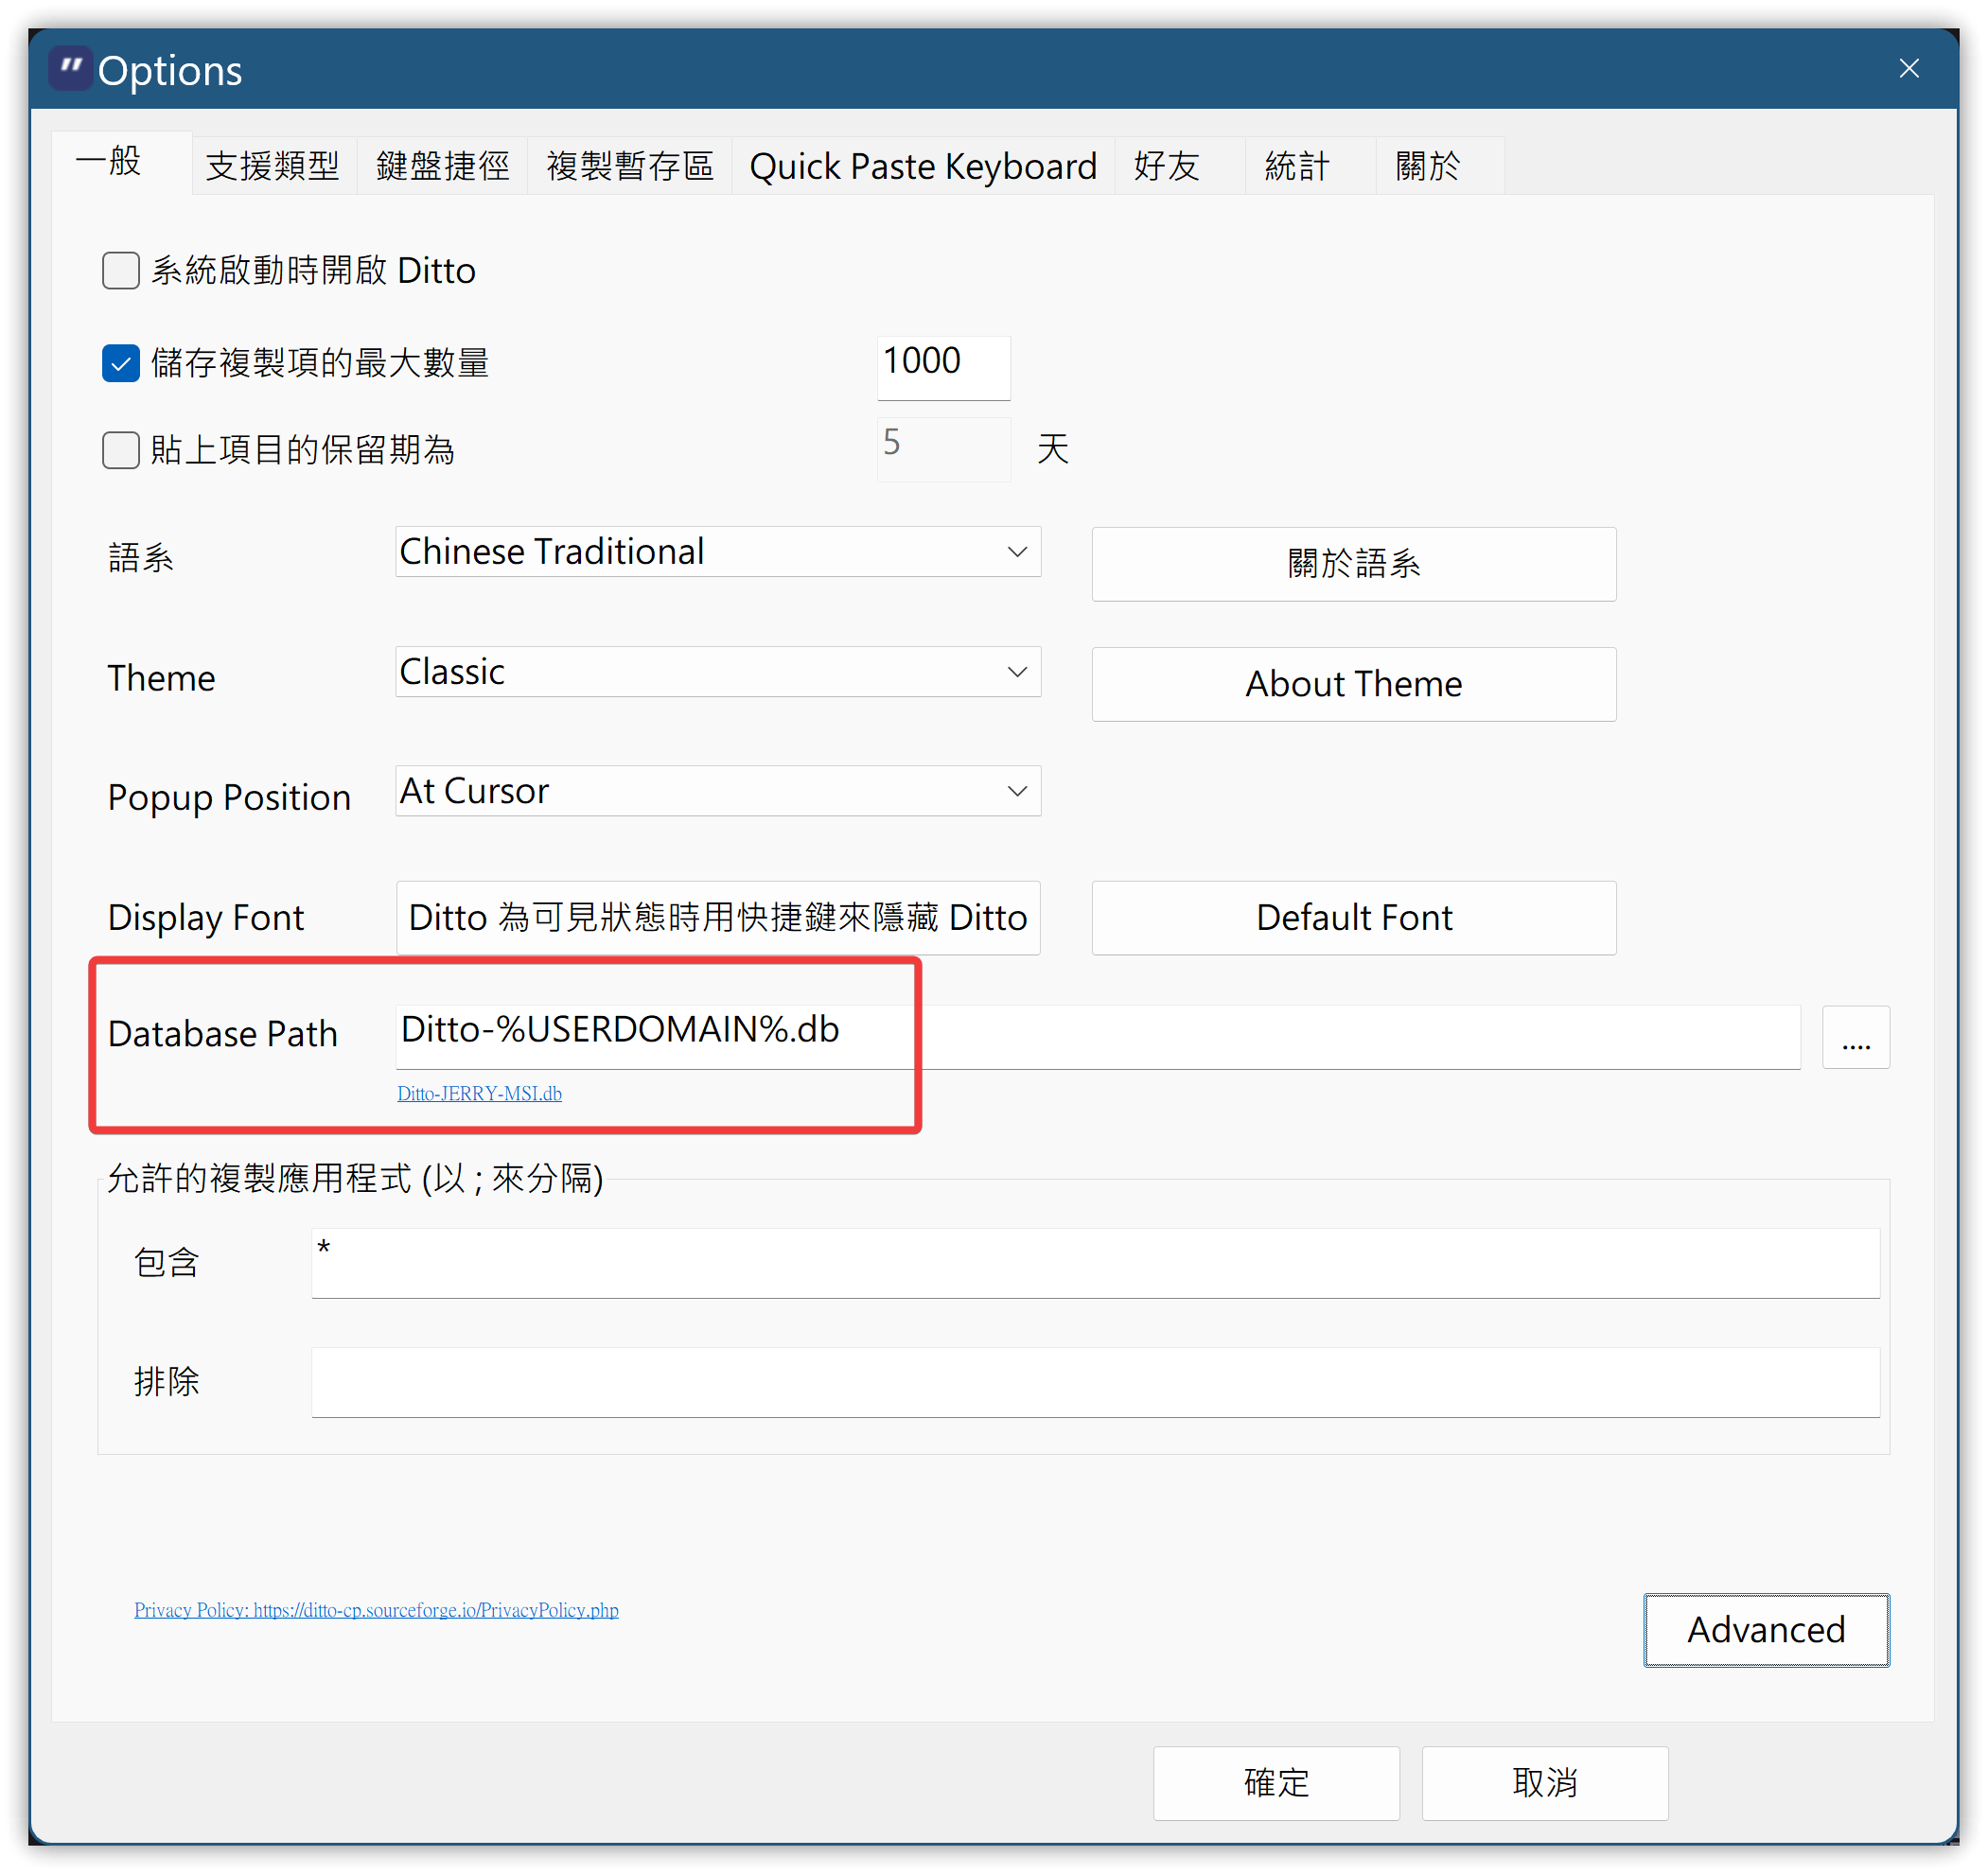 Options
一般 支援類型 鍵盤捷徑 複製暫存區 Quick Paste Keyboard 好友 統計 關於
系統啟動時開啟 Ditto
儲存複製項的最大數量 1000
貼上項目的保留期為 5 天
語系 Chinese Traditional 關於語系
Theme Classic About Theme
Popup Position At Cursor
Display Font Ditto 為可見狀態時用快捷鍵來隱藏 Ditto Default Font
Database Path Ditto-%USERDOMAIN%.db ....
Ditto-JERRY-MSI.db
允許的複製應用程式 (以 ; 來分隔)
包含 *
排除
Privacy Policy: https://ditto-cp.sourceforge.io/PrivacyPolicy.php
Advanced
確定 取消